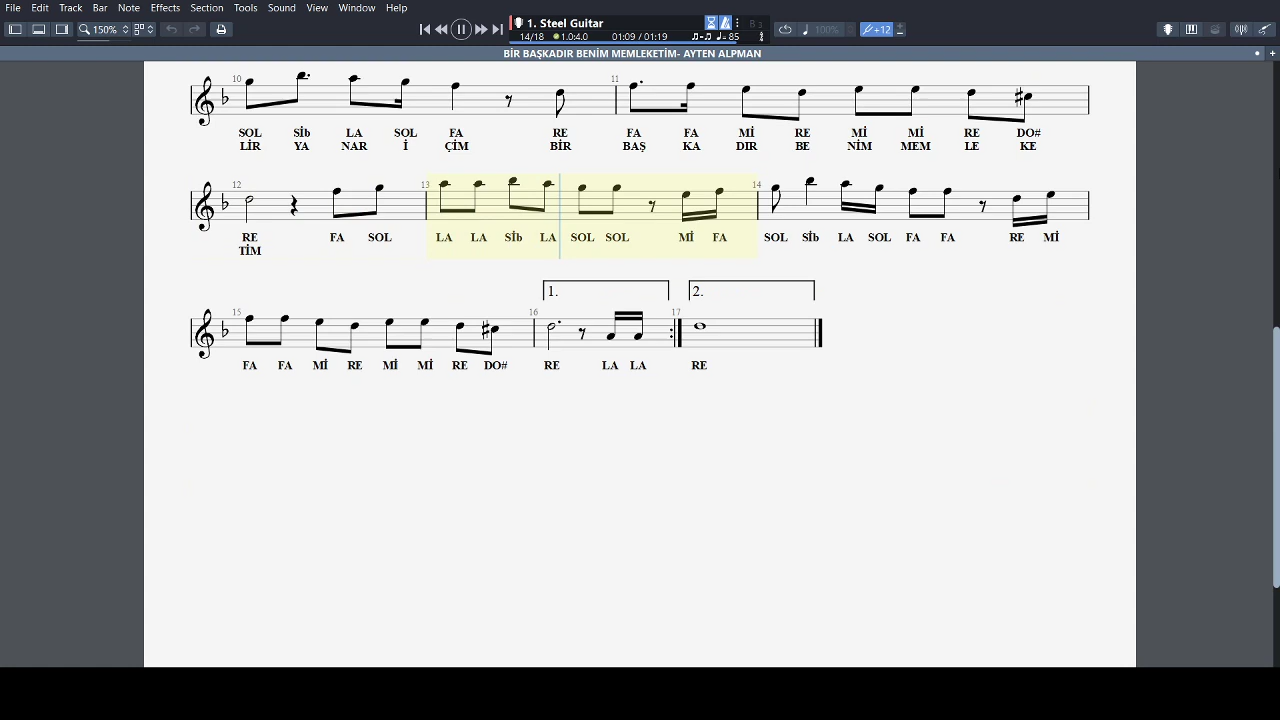 File Edit Track Bar Note Effects Section Tools Sound View Window Help
150% 1. Steel Guitar B 3 100% +12
14/18 1.0:4.0 01:09 / 01:19 = 85
BİR BAŞKADIR BENİM MEMLEKETİM- AYTEN ALPMAN
10 11
SOL Sib LA SOL FA RE FA FA Mİ RE Mİ Mİ RE DO#
LİR YA NAR İ ÇİM BİR BAŞ KA DIR BE NİM MEM LE KE
12 13 14
RE FA SOL LA LA Sib LA SOL SOL Mİ FA SOL Sib LA SOL FA FA RE Mİ
TİM
1. 2.
15 16 17
FA FA Mİ RE Mİ Mİ RE DO# RE LA LA RE